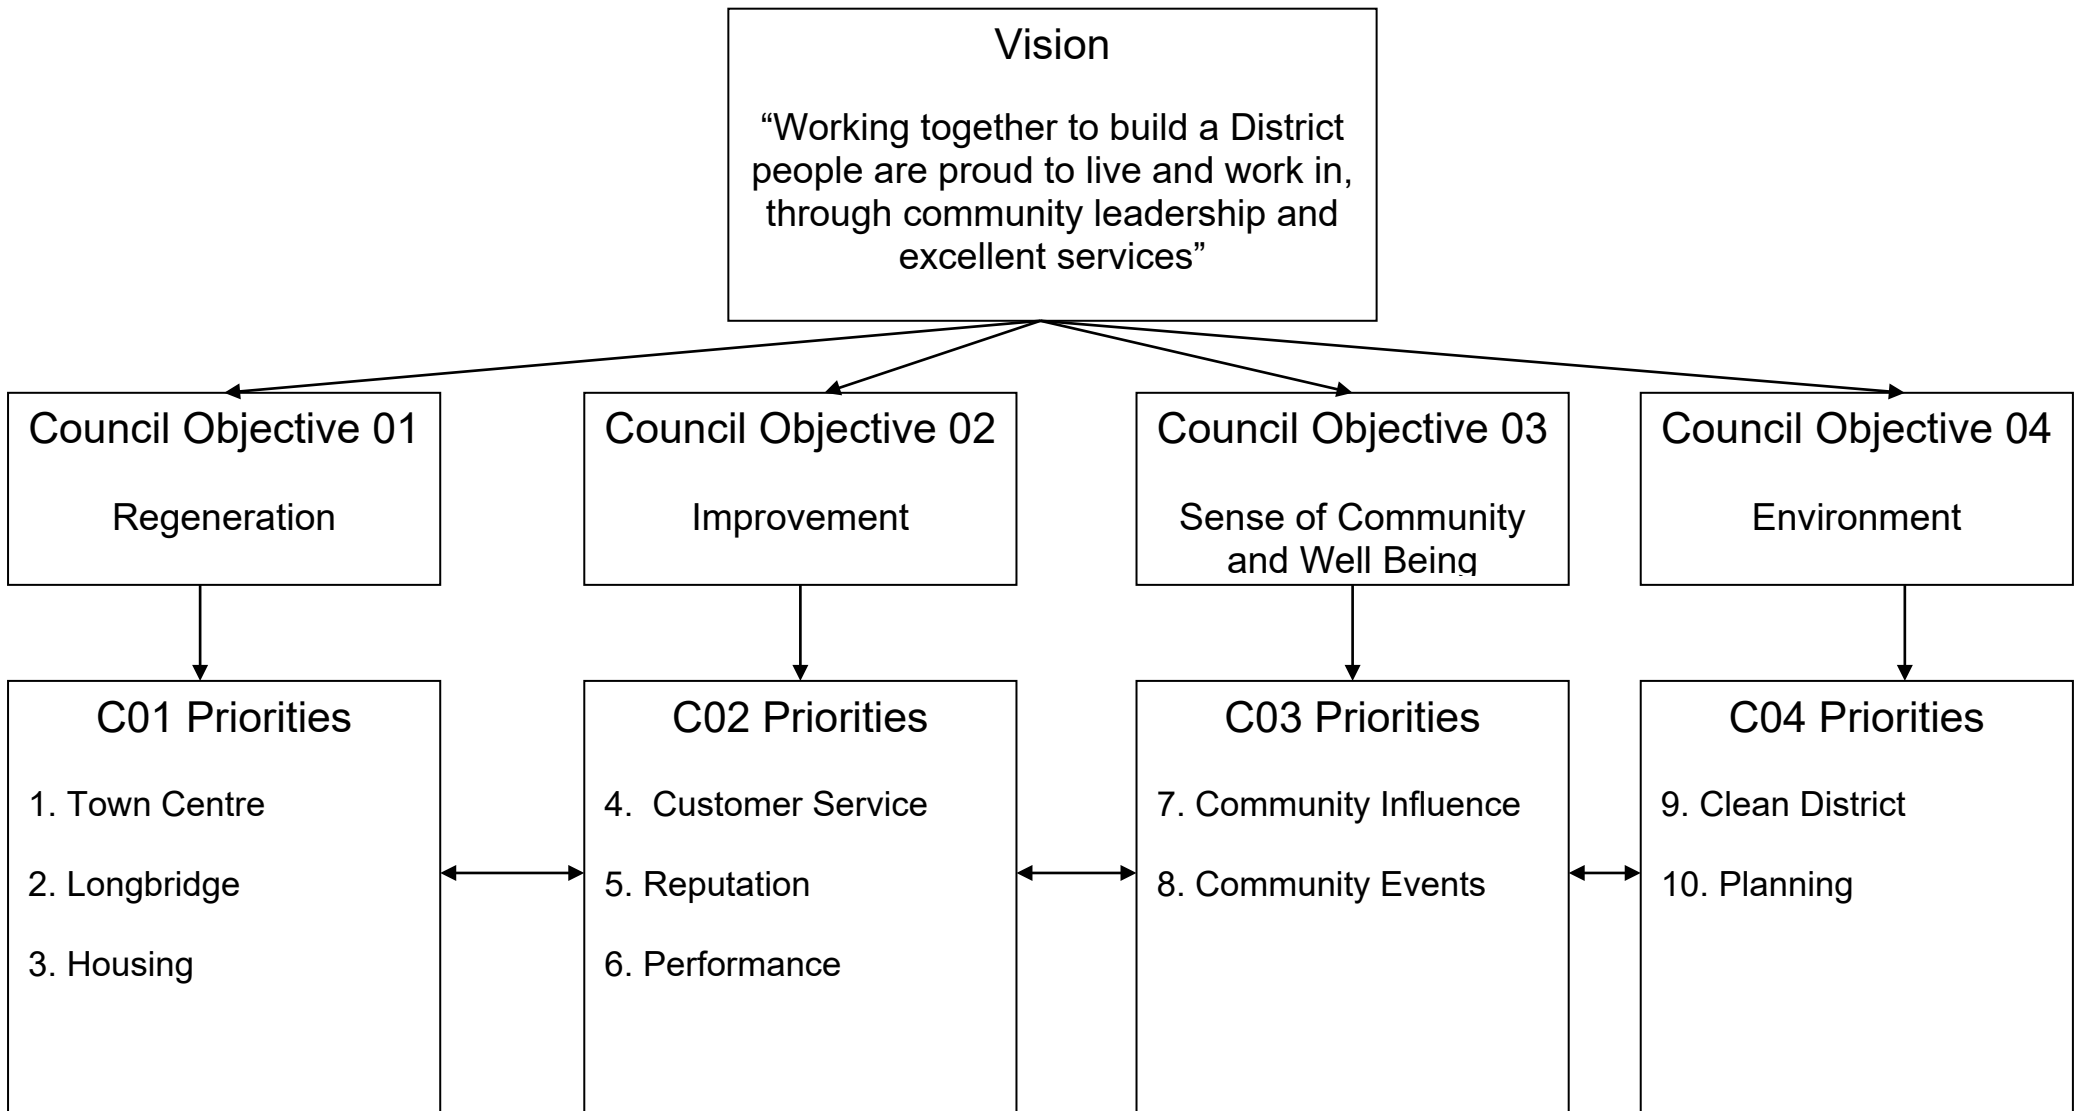 Vision
“Working together to build a District
people are proud to live and work in,
through community leadership and
excellent services”
Council Objective 01
Regeneration
Council Objective 02
Improvement
Council Objective 03
Sense of Community
and Well Being
Council Objective 04
Environment
C01 Priorities
1. Town Centre
2. Longbridge
3. Housing
C02 Priorities
4.  Customer Service
5. Reputation
6. Performance
C03 Priorities
7. Community Influence
8. Community Events
C04 Priorities
9. Clean District
10. Planning